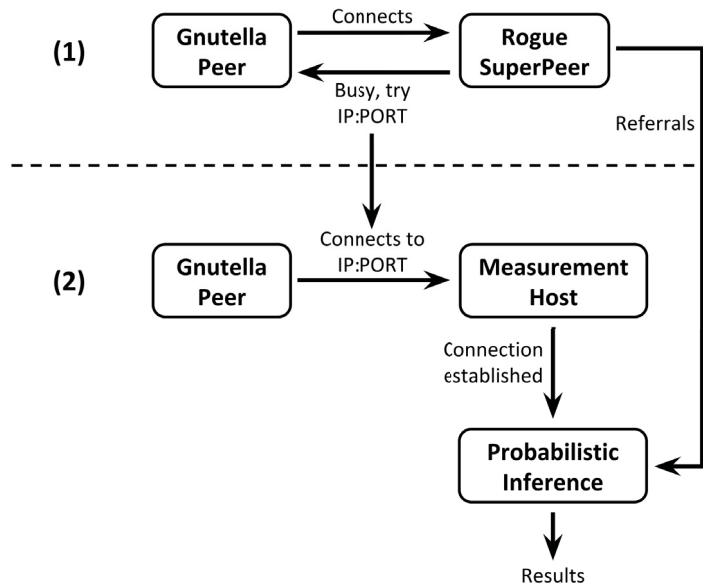 Connects
(1)
Gnutella
Peer
Rogue
SuperPeer
Busy, try
IP:PORT
Referrals
Connects to
IP:PORT
(2)
Gnutella
Peer
Measurement
Host
Connection
established
Probabilistic
Inference
Results